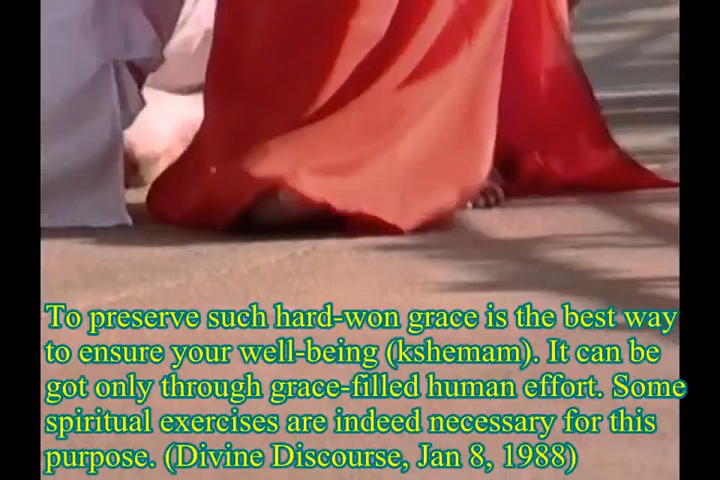 To preserve such hard-won grace is the best way
to ensure your well-being (kshemam). It can be
got only through grace-filled human effort. Some
spiritual exercises are indeed necessary for this
purpose. (Divine Discourse, Jan 8, 1988)